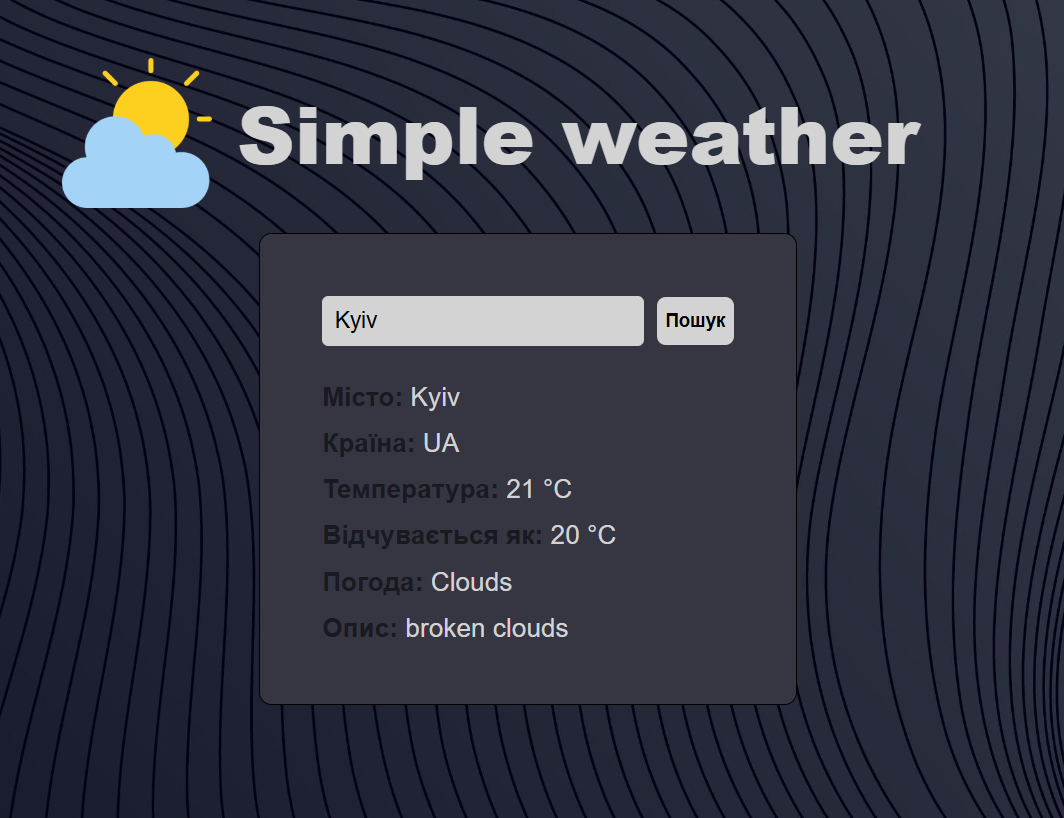 Simple weather
Kyiv Пошук
Місто: Kyiv
Країна: UA
Температура: 21 °C
Відчувається як: 20 °C
Погода: Clouds
Опис: broken clouds